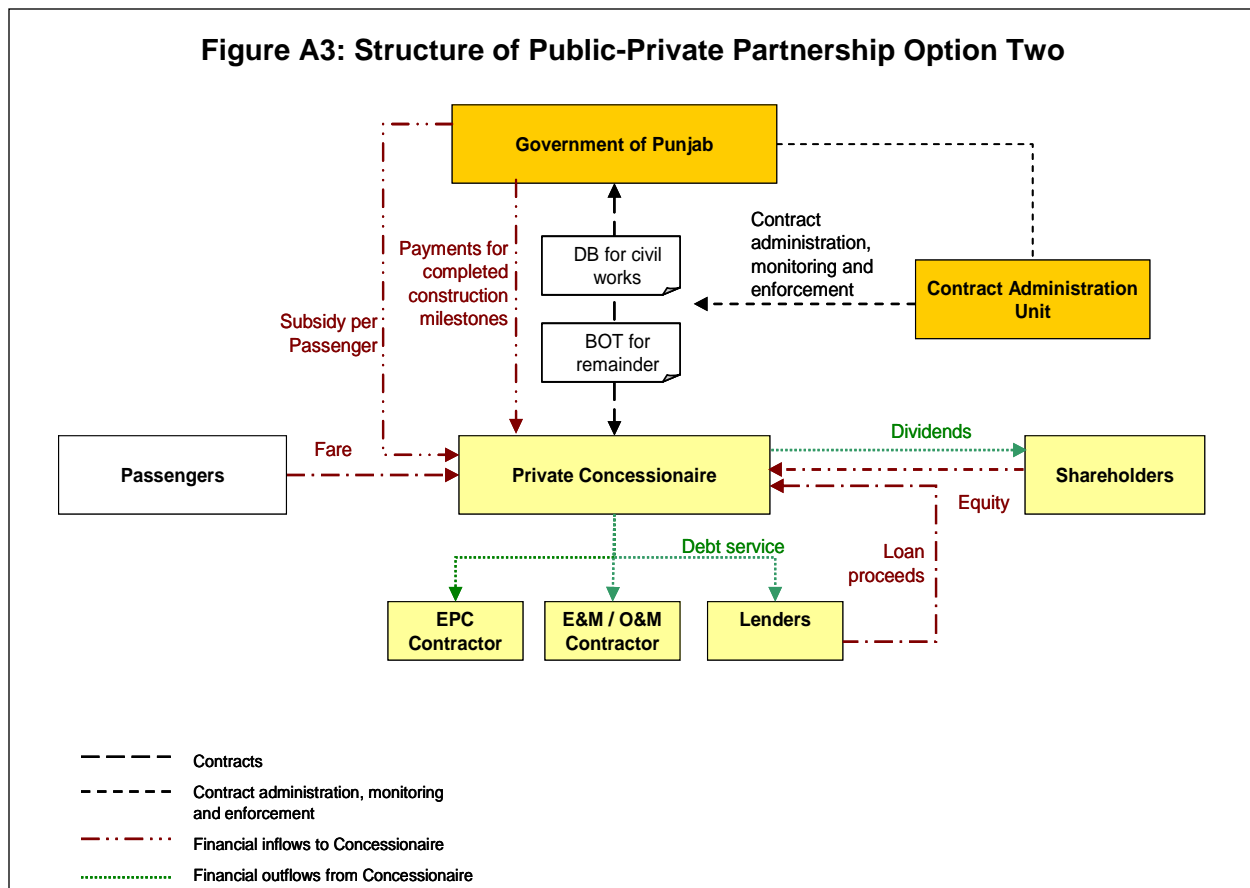 Figure A3: Structure of Public-Private Partnership Option Two
Government of Punjab
Contract
administration,
monitoring and
enforcement
Payments for
completed
construction
milestones
DB for civil
works
Contract Administration
Unit
Subsidy per
Passenger
BOT for
remainder
Passengers
Fare
Private Concessionaire
Dividends
Shareholders
Equity
Debt service
Loan
proceeds
EPC
Contractor
E&M / O&M
Contractor
Lenders
Contracts
Contract administration, monitoring
and enforcement
Financial inflows to Concessionaire
Financial outflows from Concessionaire